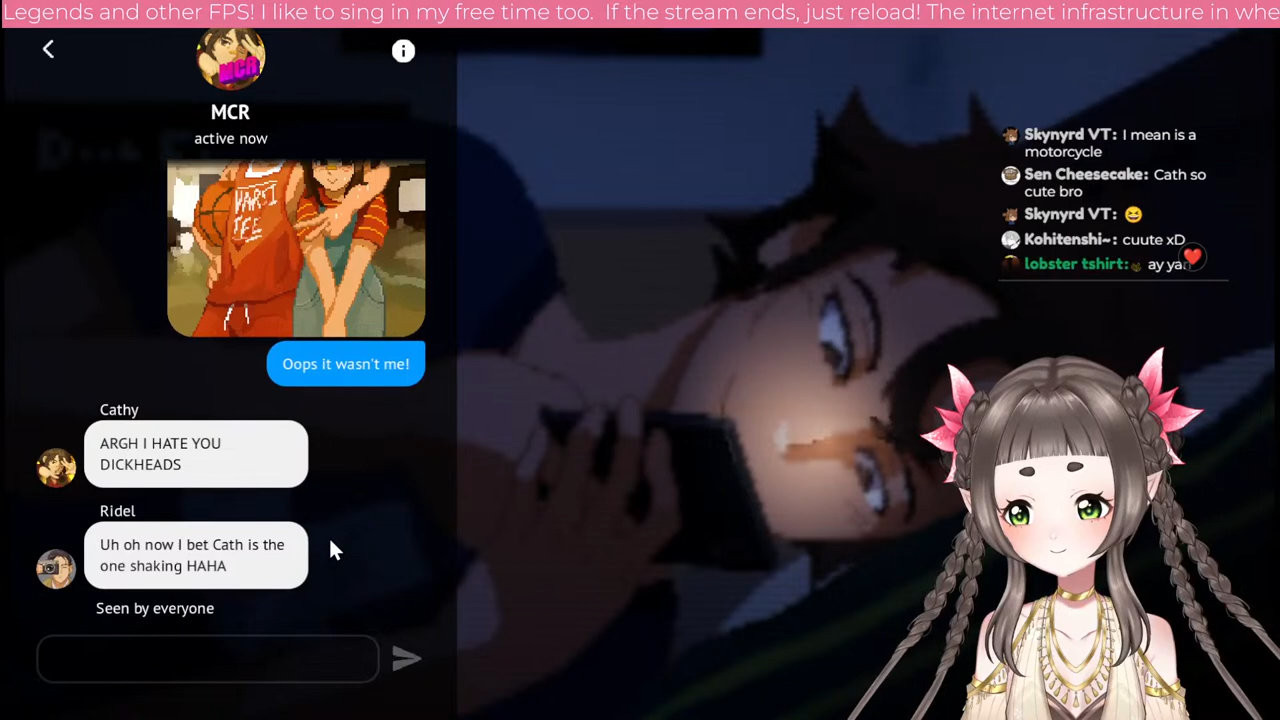 Legends and other FPS! I like to sing in my free time too. If the stream ends, just reload! The internet infrastructure in whe
MCR
MCR
active now
VARSI
TEE
Oops it wasn't me!
Cathy
ARGH I HATE YOU
DICKHEADS
Ridel
Uh oh now I bet Cath is the
one shaking HAHA
Seen by everyone
Skynyrd VT: I mean is a
motorcycle
Sen Cheesecake: Cath so
cute bro
Skynyrd VT: 😆
Kohitenshi~: cuute xD
lobster tshirt: ay